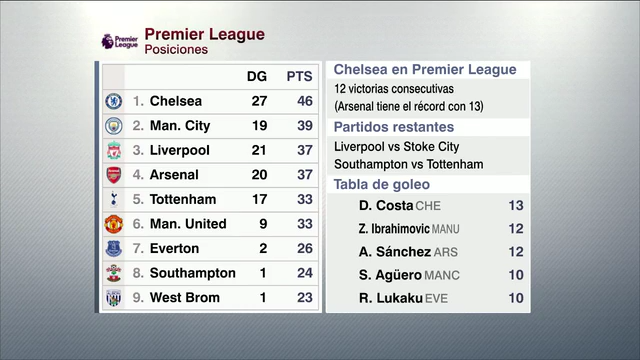 Premier League
Premier
League
Posiciones
DG PTS
1. Chelsea 27 46
2. Man. City 19 39
3. Liverpool 21 37
4. Arsenal 20 37
5. Tottenham 17 33
6. Man. United 9 33
7. Everton 2 26
8. Southampton 1 24
9. West Brom 1 23
Chelsea en Premier League
12 victorias consecutivas
(Arsenal tiene el récord con 13)
Partidos restantes
Liverpool vs Stoke City
Southampton vs Tottenham
Tabla de goleo
D. Costa CHE 13
Z. Ibrahimovic MANU 12
A. Sánchez ARS 12
S. Agüero MANC 10
R. Lukaku EVE 10